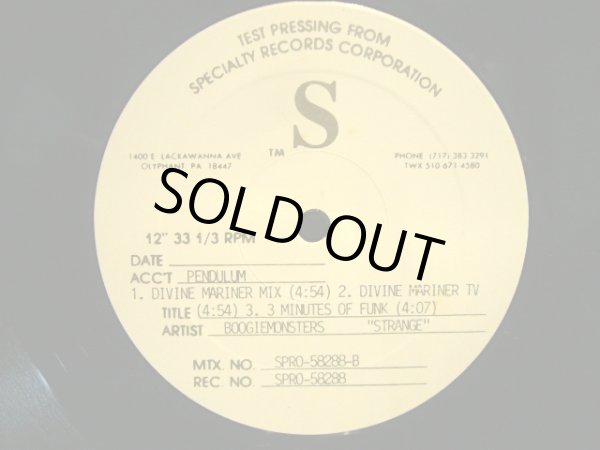 TEST PRESSING FROM
SPECIALTY RECORDS CORPORATION
S
TM
1400 E. LACKAWANNA AVE
OLYPHANT, PA. 18447
PHONE (717) 383 3291
TWX 510 671-4580
SOLD OUT
12" 33 1/3 RPM
DATE
ACCT PENDULUM
1. DIVINE MARINER MIX (4:54) 2. DIVINE MARINER TV
TITLE (4:54) 3. 3 MINUTES OF FUNK (4:07)
ARTIST BOOGIEMONSTERS "STRANGE"
MTX. NO. SPRO-58288-B
REC NO. SPRO-58288